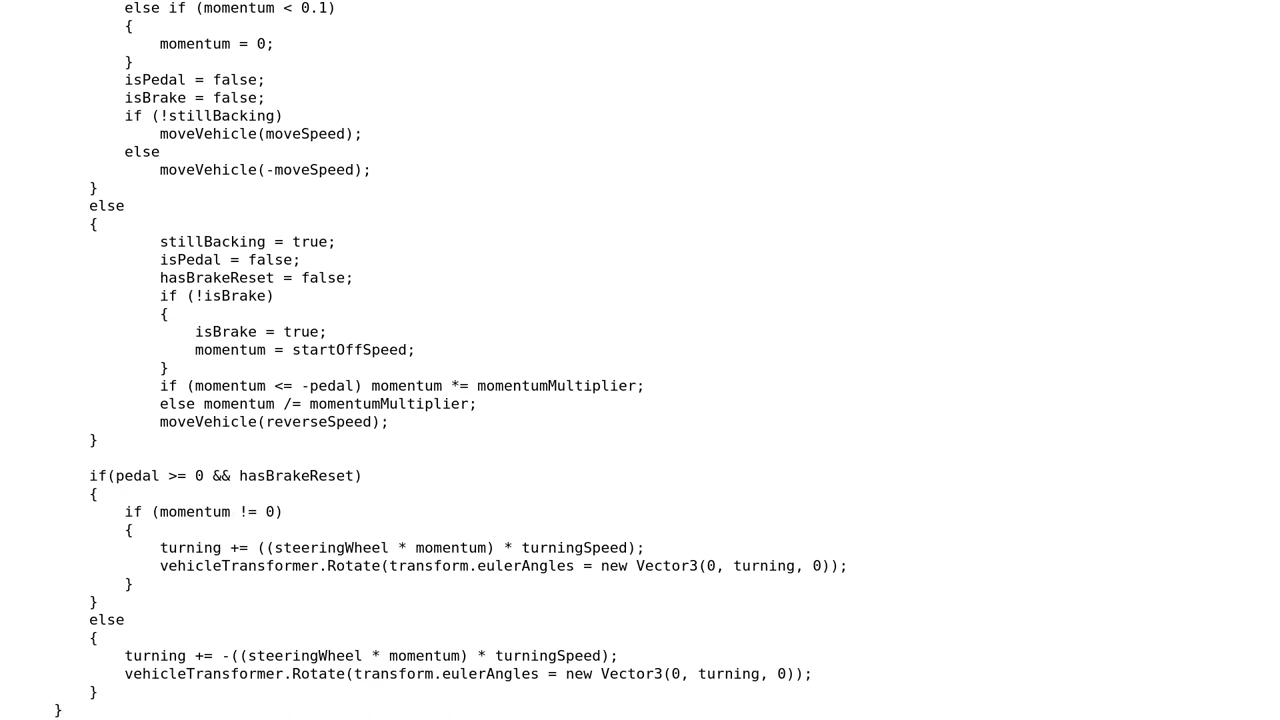 else if (momentum < 0.1)
{
momentum = 0;
}
isPedal = false;
isBrake = false;
if (!stillBacking)
moveVehicle(moveSpeed);
else
moveVehicle(-moveSpeed);
}
else
{
stillBacking = true;
isPedal = false;
hasBrakeReset = false;
if (!isBrake)
{
isBrake = true;
momentum = startOffSpeed;
}
if (momentum <= -pedal) momentum *= momentumMultiplier;
else momentum /= momentumMultiplier;
moveVehicle(reverseSpeed);
}
if(pedal >= 0 && hasBrakeReset)
{
if (momentum != 0)
{
turning += ((steeringWheel * momentum) * turningSpeed);
vehicleTransformer.Rotate(transform.eulerAngles = new Vector3(0, turning, 0));
}
}
else
{
turning += -((steeringWheel * momentum) * turningSpeed);
vehicleTransformer.Rotate(transform.eulerAngles = new Vector3(0, turning, 0));
}
}